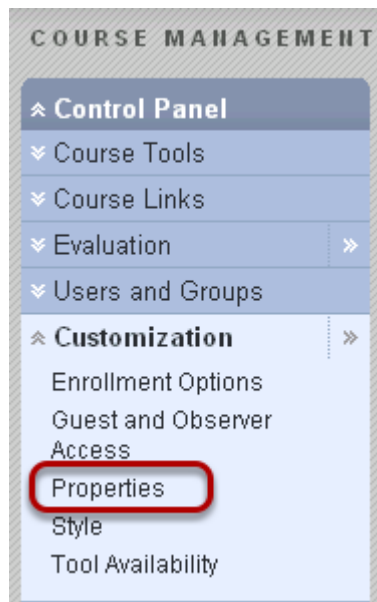 COURSE MANAGEMENT
Control Panel
Course Tools
Course Links
Evaluation
Users and Groups
Customization
Enrollment Options
Guest and Observer
Access
Properties
Style
Tool Availability